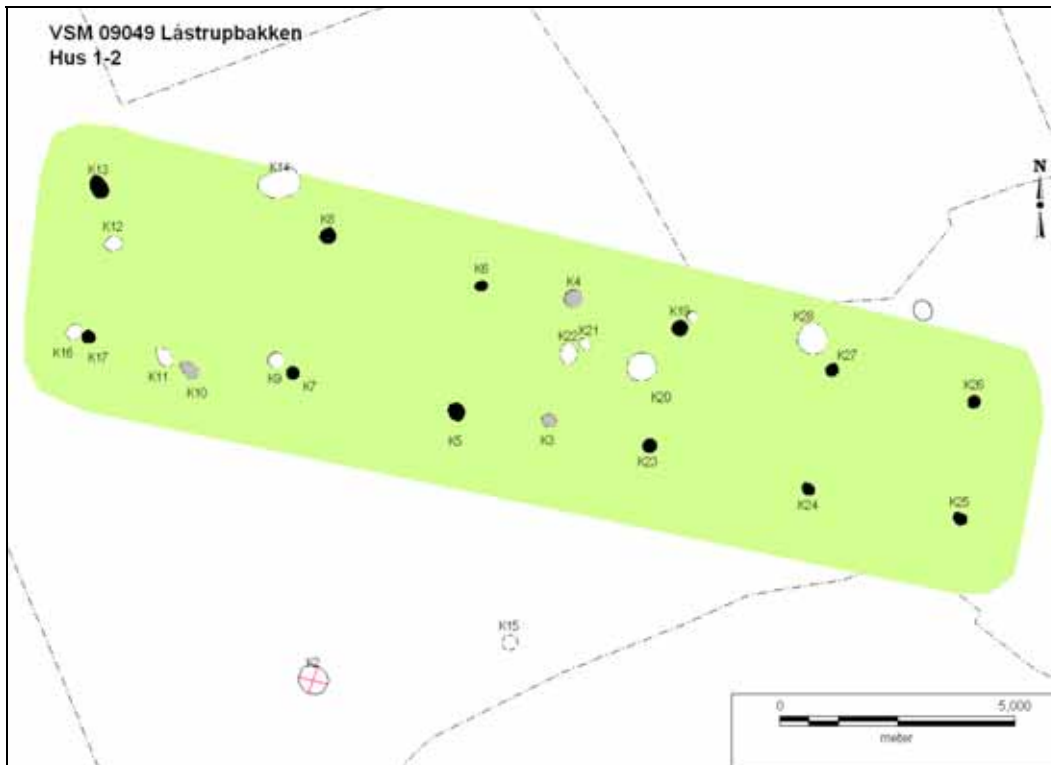 VSM 09049 Låstrupbakken
Hus 1-2
N
K13
K14
K12
K8
K6
K4
K19
K28
K22
K21
K16
K17
K11
K10
K9
K7
K20
K27
K26
K5
K3
K23
K24
K25
K15
K2
0
5,000
meter